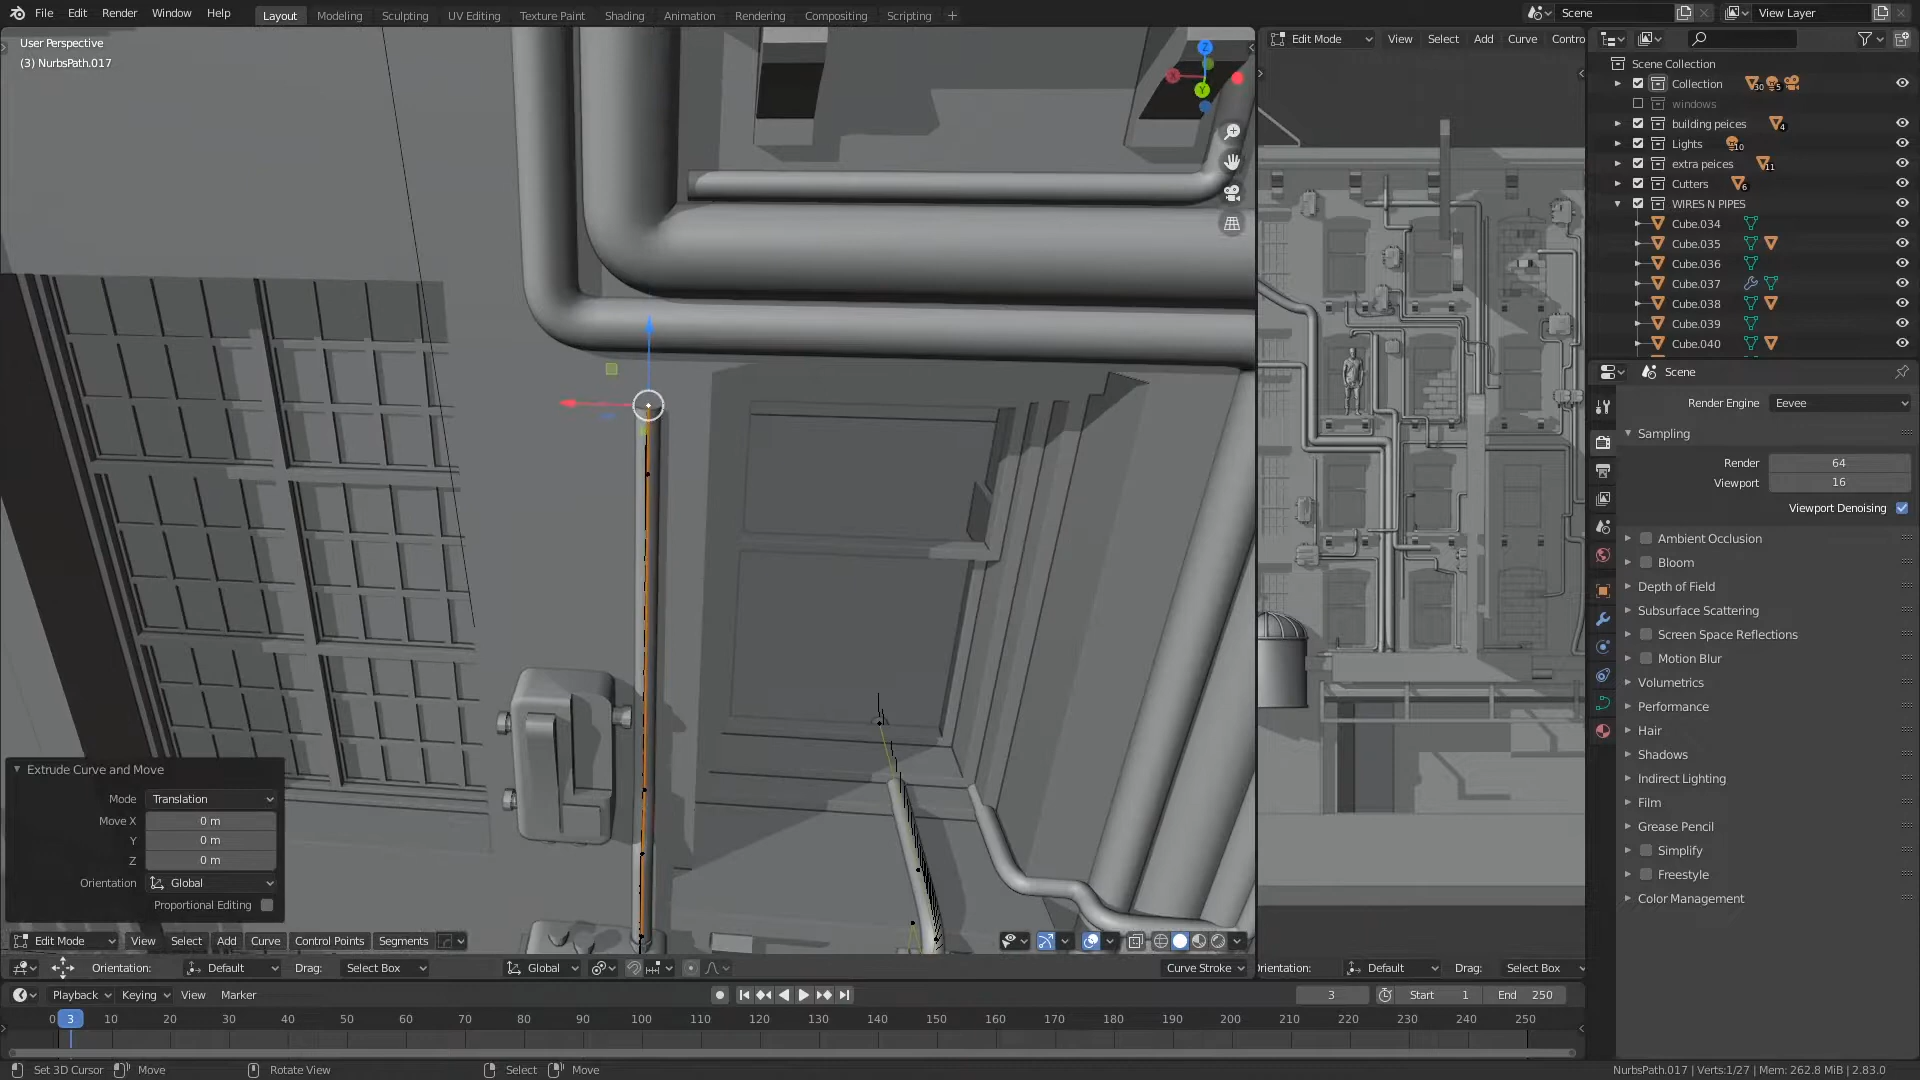 File Edit Render Window Help
Layout Modeling Sculpting UV Editing Texture Paint Shading Animation Rendering Compositing Scripting +
Scene
View Layer
User Perspective
(3) NurbsPath.017
X
Y
Z
Edit Mode View Select Add Curve Contro
Scene Collection
Collection 30 5
windows
building peices 4
Lights 10
extra peices 11
Cutters 6
WIRES N PIPES
Cube.034
Cube.035
Cube.036
Cube.037
Cube.038
Cube.039
Cube.040
Scene
Render Engine Eevee
Sampling
Render 64
Viewport 16
Viewport Denoising
Ambient Occlusion
Bloom
Depth of Field
Subsurface Scattering
Screen Space Reflections
Motion Blur
Volumetrics
Performance
Hair
Shadows
Indirect Lighting
Film
Grease Pencil
Simplify
Freestyle
Color Management
Extrude Curve and Move
Mode Translation
Move X 0 m
Y 0 m
Z 0 m
Orientation Global
Proportional Editing
Edit Mode View Select Add Curve Control Points Segments
Orientation: Default Drag: Select Box Global Curve Stroke
Orientation: Default Drag: Select Box
Playback Keying View Marker
3 Start 1 End 250
0 3 10 20 30 40 50 60 70 80 90 100 110 120 130 140 150 160 170 180 190 200 210 220 230 240 250
Set 3D Cursor Move Rotate View Select Move
NurbsPath.017 | Verts:1/27 | Mem: 262.8 MiB | 2.83.0